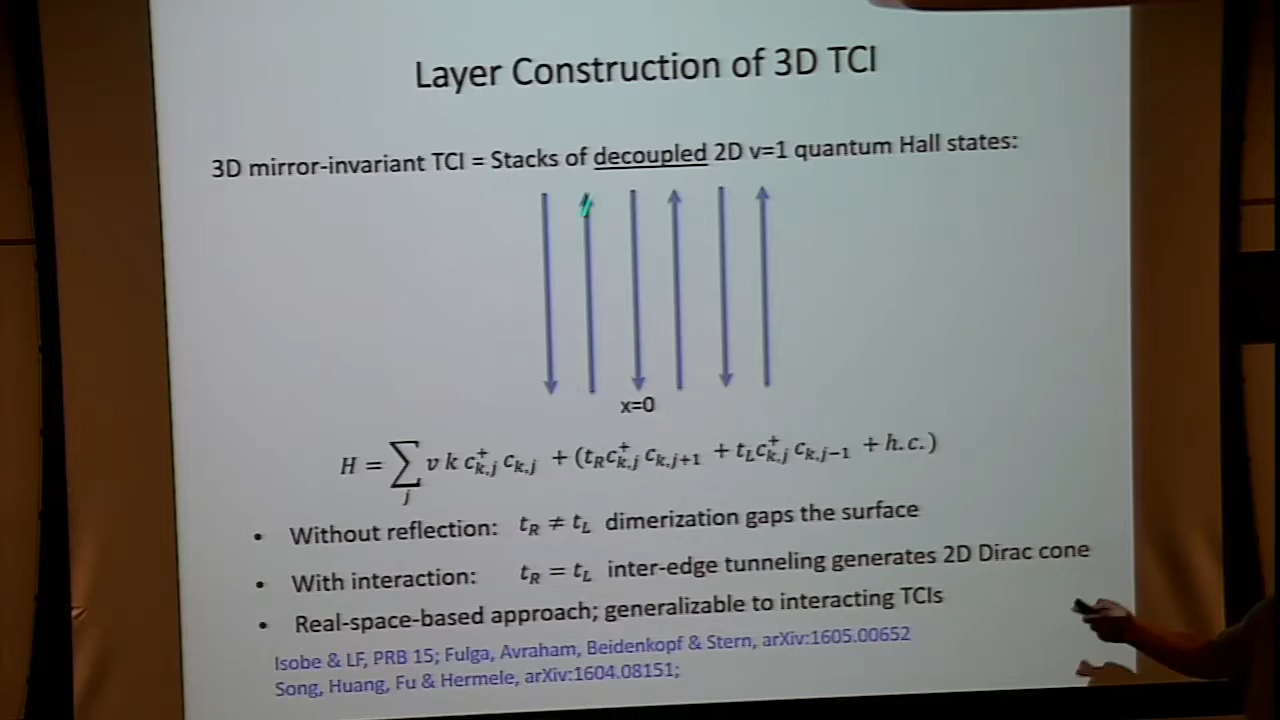 Layer Construction of 3D TCI
3D mirror-invariant TCI = Stacks of decoupled 2D ν=1 quantum Hall states:
x=0
H = ∑_j v k c⁺_{k,j} c_{k,j} + (t_R c⁺_{k,j} c_{k,j+1} + t_L c⁺_{k,j} c_{k,j−1} + h.c.)
• Without reflection: t_R ≠ t_L dimerization gaps the surface
• With interaction: t_R = t_L inter-edge tunneling generates 2D Dirac cone
• Real-space-based approach; generalizable to interacting TCIs
Isobe & LF, PRB 15; Fulga, Avraham, Beidenkopf & Stern, arXiv:1605.00652
Song, Huang, Fu & Hermele, arXiv:1604.08151;